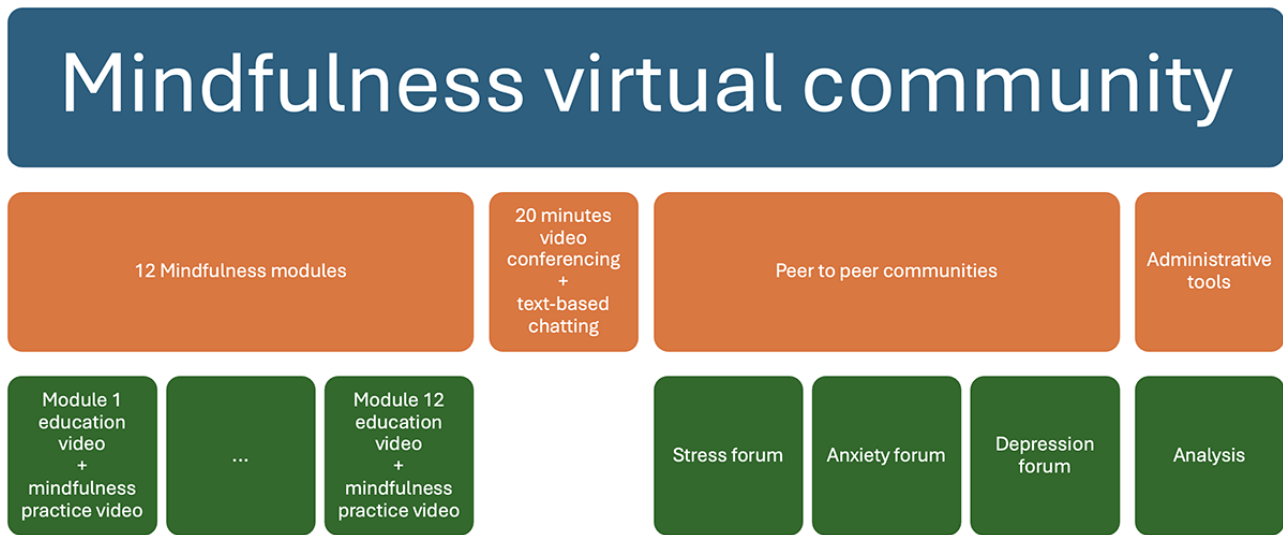 Mindfulness virtual community
12 Mindfulness modules
20 minutes
video
conferencing
+
text-based
chatting
Peer to peer communities
Administrative
tools
Module 1
education
video
+
mindfulness
practice video
...
Module 12
education
video
+
mindfulness
practice video
Stress forum
Anxiety forum
Depression
forum
Analysis